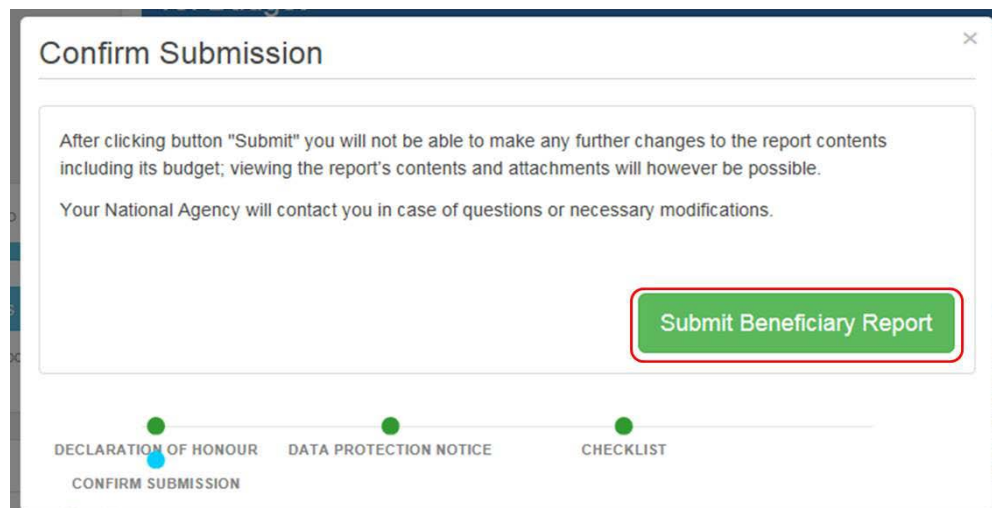 Confirm Submission
×
After clicking button "Submit" you will not be able to make any further changes to the report contents
including its budget; viewing the report's contents and attachments will however be possible.
Your National Agency will contact you in case of questions or necessary modifications.
Submit Beneficiary Report
DECLARATION OF HONOUR DATA PROTECTION NOTICE CHECKLIST
CONFIRM SUBMISSION